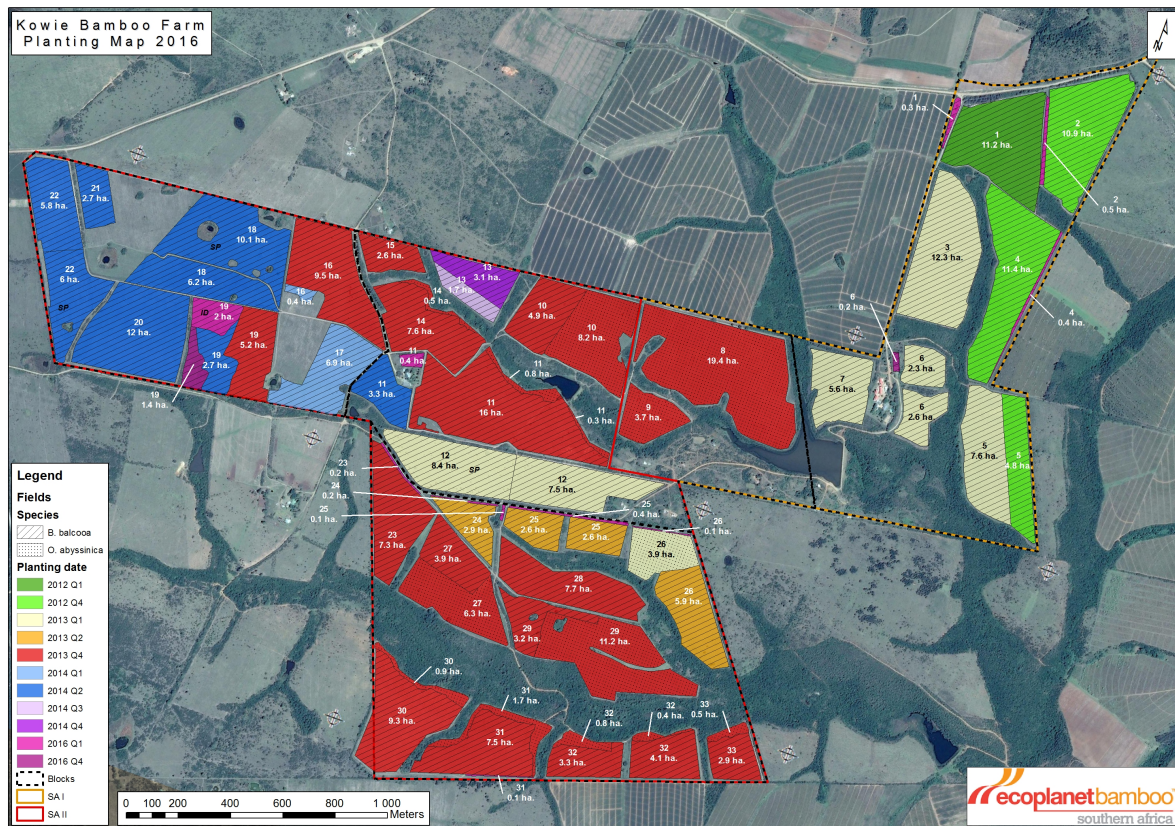 Kowie Bamboo Farm
Planting Map 2016
N
1
0.3 ha.
1
11.2 ha.
2
10.9 ha.
2
0.5 ha.
3
12.3 ha.
4
11.4 ha.
4
0.4 ha.
22
5.8 ha.
21
2.7 ha.
18
10.1 ha.
SP
18
6.2 ha.
22
6 ha.
SP
20
12 ha.
ID
19
2 ha.
19
5.2 ha.
19
2.7 ha.
19
1.4 ha.
16
9.5 ha.
16
0.4 ha.
15
2.6 ha.
13
3.1 ha.
13
1.7 ha.
14
0.5 ha.
14
7.6 ha.
17
6.9 ha.
11
0.4 ha.
11
3.3 ha.
11
16 ha.
11
0.8 ha.
11
0.3 ha.
10
4.9 ha.
10
8.2 ha.
8
19.4 ha.
9
3.7 ha.
7
5.6 ha.
6
0.2 ha.
6
2.3 ha.
6
2.6 ha.
5
7.6 ha.
5
4.8 ha.
12
8.4 ha.
SP
12
7.5 ha.
23
0.2 ha.
24
0.2 ha.
25
0.1 ha.
25
0.4 ha.
26
0.1 ha.
23
7.3 ha.
24
2.9 ha.
25
2.6 ha.
25
2.6 ha.
26
3.9 ha.
26
5.9 ha.
27
3.9 ha.
27
6.3 ha.
28
7.7 ha.
29
3.2 ha.
29
11.2 ha.
30
0.9 ha.
30
9.3 ha.
31
1.7 ha.
31
7.5 ha.
31
0.1 ha.
32
0.8 ha.
32
3.3 ha.
32
0.4 ha.
32
4.1 ha.
33
0.5 ha.
33
2.9 ha.
Legend
Fields
Species
B. balcooa
O. abyssinica
Planting date
2012 Q1
2012 Q4
2013 Q1
2013 Q2
2013 Q4
2014 Q1
2014 Q2
2014 Q3
2014 Q4
2016 Q1
2016 Q4
Blocks
SA I
SA II
0 100 200 400 600 800 1 000
Meters
ecoplanetbamboo
southern africa